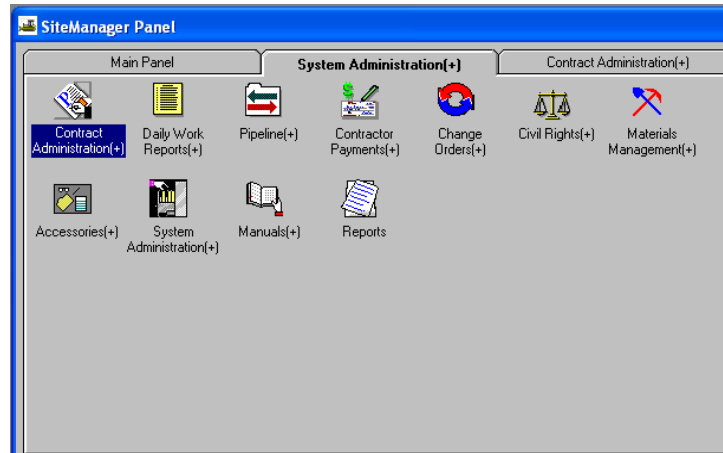 SiteManager Panel
Main Panel
System Administration(+)
Contract Administration(+)
Contract
Administration(+)
Daily Work
Reports(+)
Pipeline(+)
Contractor
Payments(+)
Change
Orders(+)
Civil Rights(+)
Materials
Management(+)
Accessories(+)
System
Administration(+)
Manuals(+)
Reports